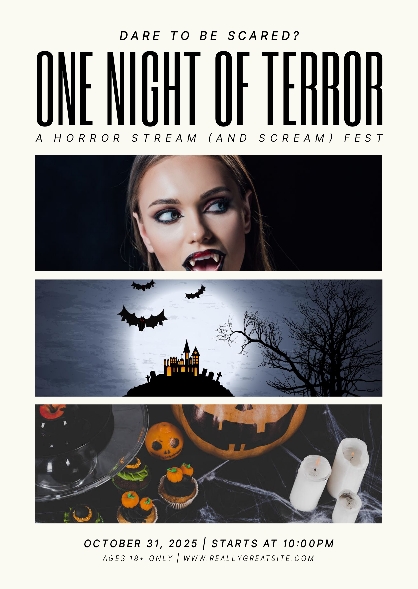 DARE TO BE SCARED?
ONE NIGHT OF TERROR
A HORROR STREAM (AND SCREAM) FEST
OCTOBER 31, 2025 | STARTS AT 10:00PM
AGES 18+ ONLY | WWW.REALLYGREATSITE.COM